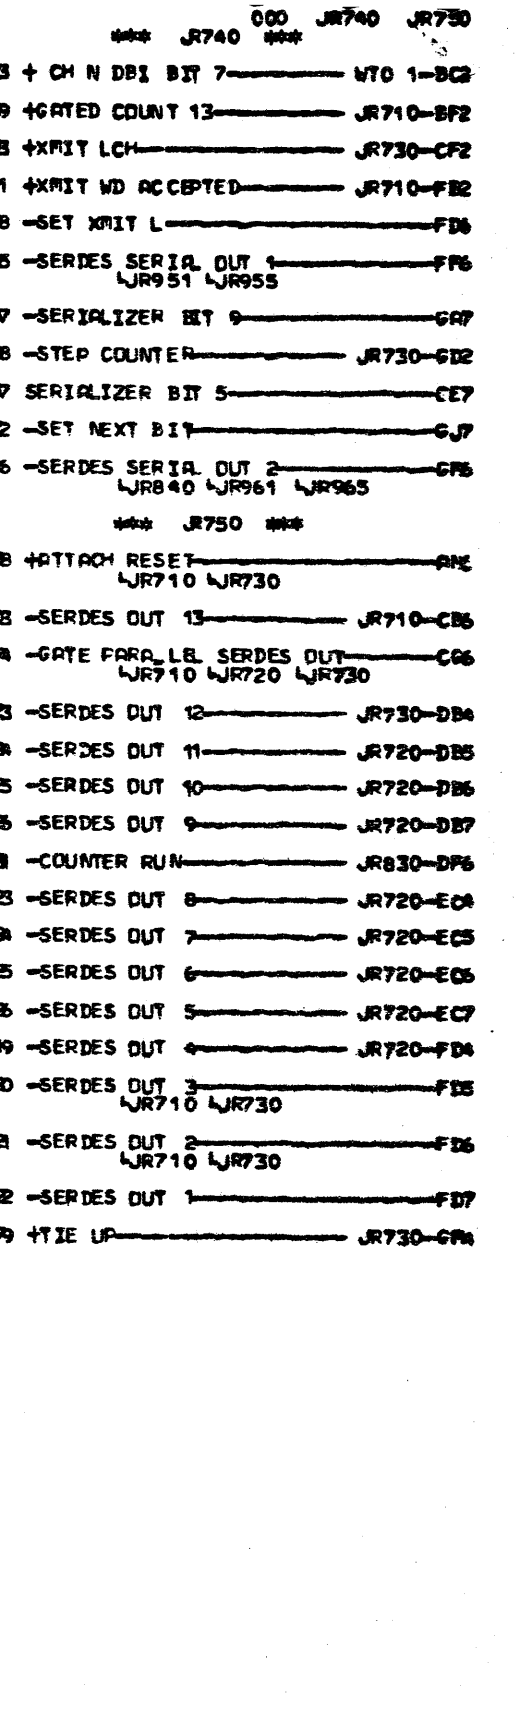 000 JR740 JR750
*** JR740 ***
3 + CH N DBI BIT 7 WTO 1-BC2
9 +GATED COUNT 13 JR710-BF2
3 +XMIT LCH JR730-CF2
1 +XMIT WD ACCEPTED JR710-FB2
8 -SET XMIT L FD6
5 -SERDES SERIAL OUT 1 FF6
JR951 JR955
7 -SERIALIZER BIT 9 GA7
8 -STEP COUNTER JR730-GD2
7 SERIALIZER BIT 5 CE7
2 -SET NEXT BIT GJ7
6 -SERDES SERIAL OUT 2
JR840 JR961 JR965
*** JR750 ***
8 +ATTACH RESET
JR710 JR730
-SERDES OUT 13 JR710-CB6
-GATE PARALLEL SERDES OUT CG6
JR710 JR720 JR730
3 -SERDES OUT 12 JR730-DB4
-SERDES OUT 11 JR720-DB5
5 -SERDES OUT 10 JR720-DB6
-SERDES OUT 9 JR720-DB7
-COUNTER RUN JR830-DF6
3 -SERDES OUT 8 JR720-EC4
-SERDES OUT 7 JR720-EC5
5 -SERDES OUT 6 JR720-EC6
6 -SERDES OUT 5 JR720-EC7
9 -SERDES OUT 4 JR720-FD4
0 -SERDES OUT 3 FD5
JR710 JR730
-SERDES OUT 2 FD6
JR710 JR730
2 -SERDES OUT 1 FD7
9 +TIE UP JR730